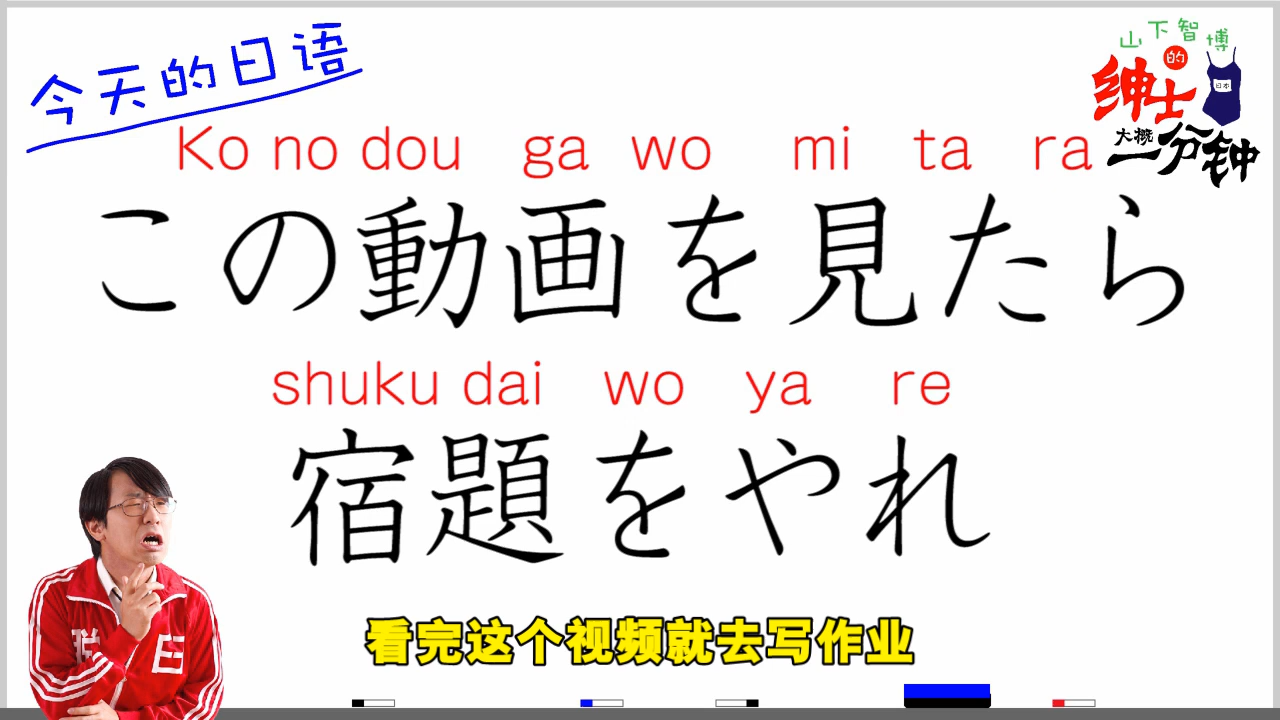 今天的日语
山下智博
的
绅士
日本
大概
一分钟
Ko no dou ga wo mi ta ra
この動画を見たら
shuku dai wo ya re
宿題をやれ
看完这个视频就去写作业